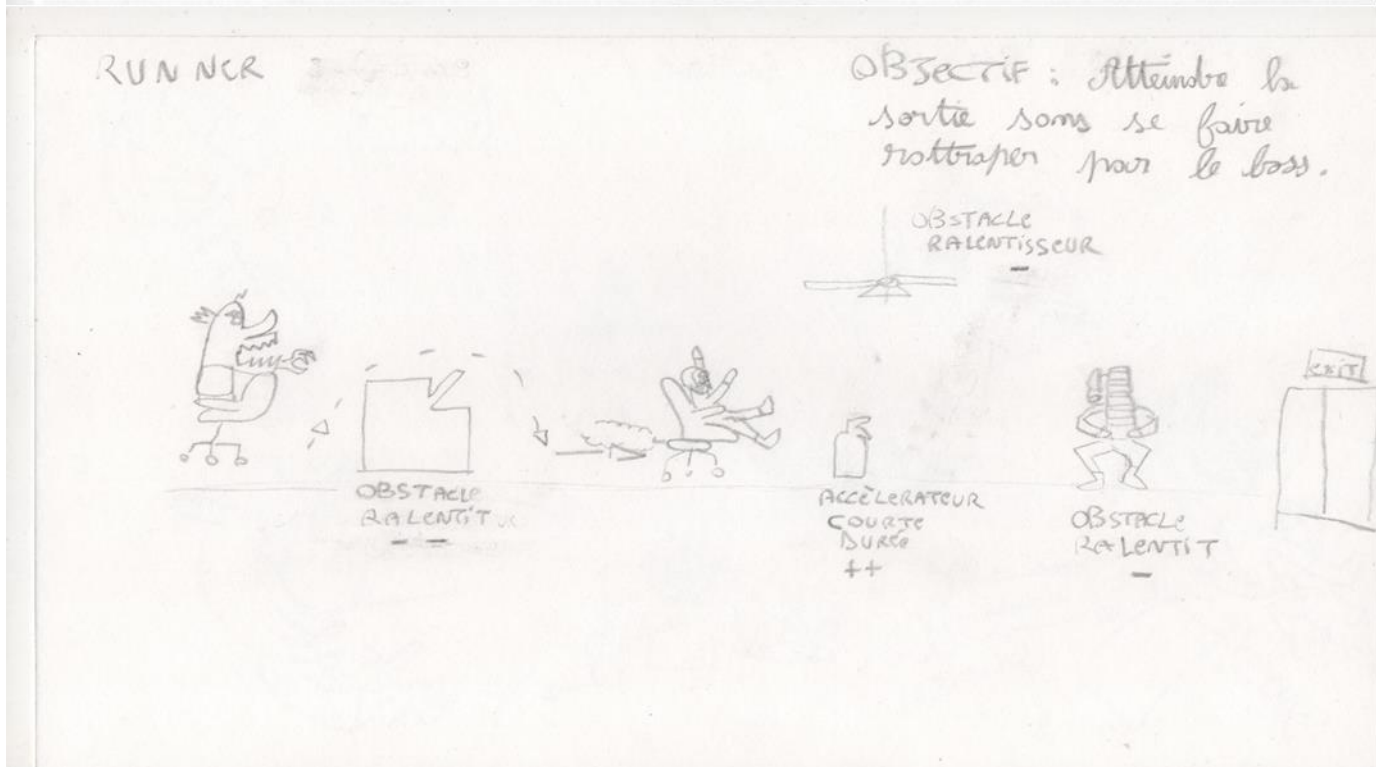 RUNNER
OBJECTIF : Atteindre la
sortie sans se faire
rattraper par le boss.
OBSTACLE
RALENTISSEUR
-
EXIT
OBSTACLE
RALENTIT
- -
ACCÈLERATEUR
COURTE
DURÉE
++
OBSTACLE
RALENTIT
-